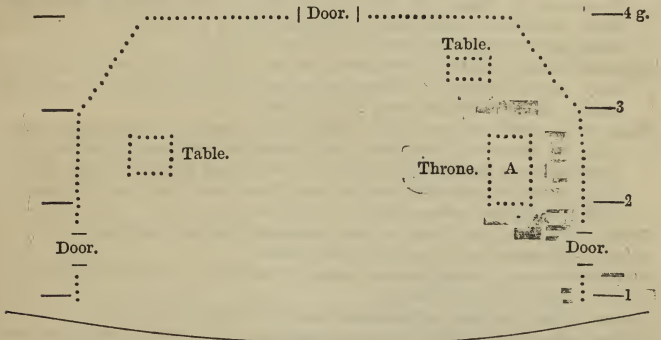 | Door. | 4 g.
Table.
3
Table.
Throne. A
2
Door. Door.
1